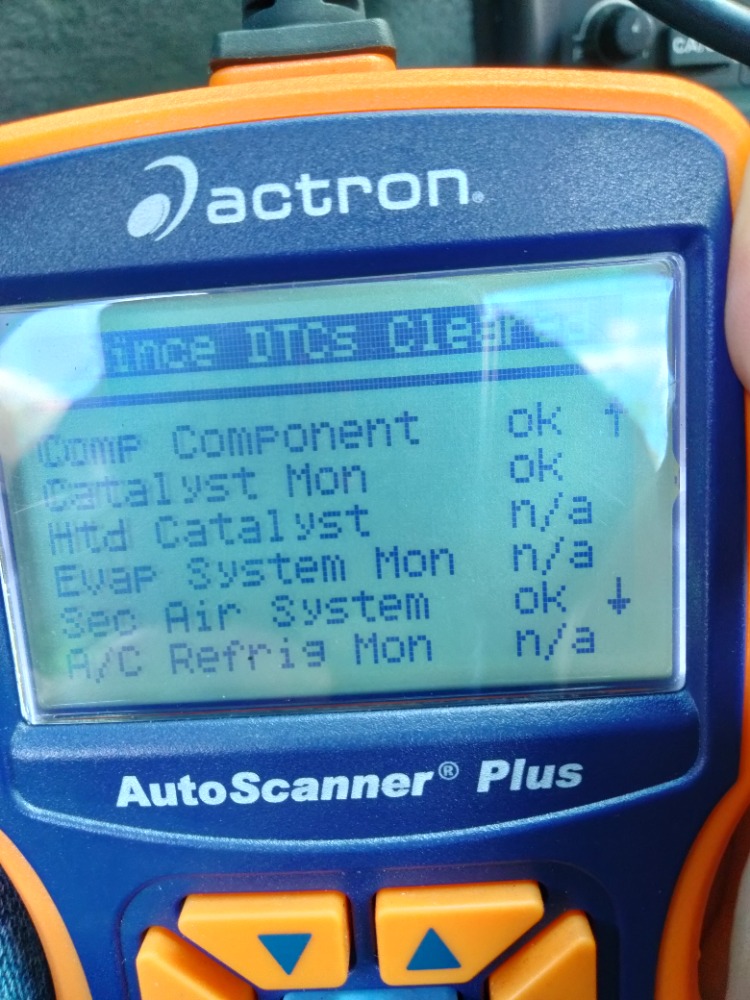 actron®
ince DTCs Cleared
Comp Component ok ↑
Catalyst Mon ok
Htd Catalyst n/a
Evap System Mon n/a
Sec Air System ok ↓
A/C Refrig Mon n/a
AutoScanner® Plus